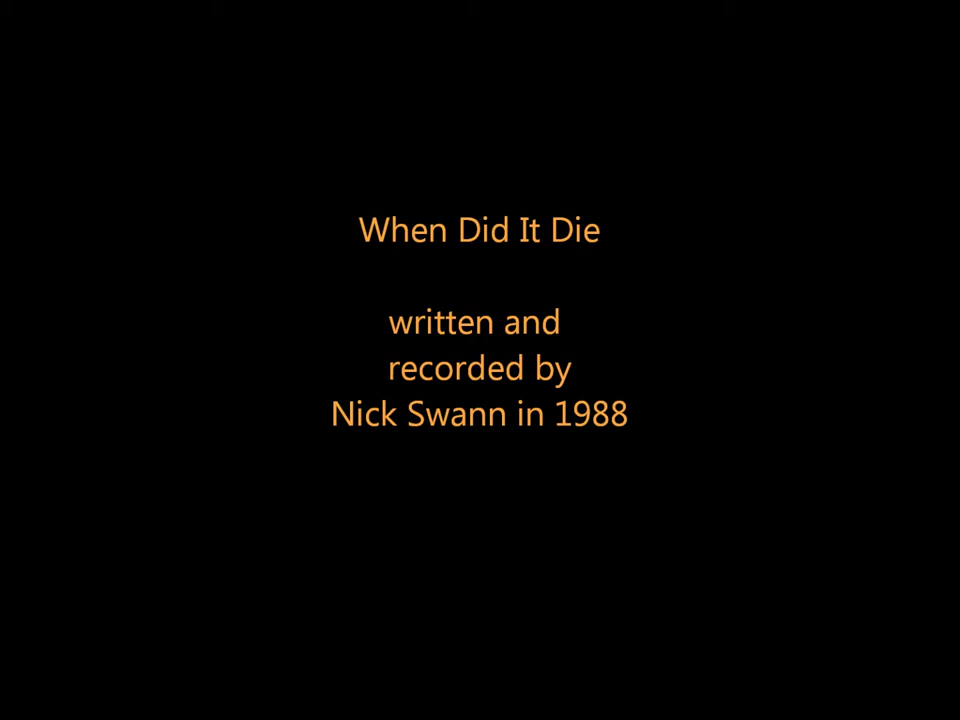 When Did It Die
written and
recorded by
Nick Swann in 1988